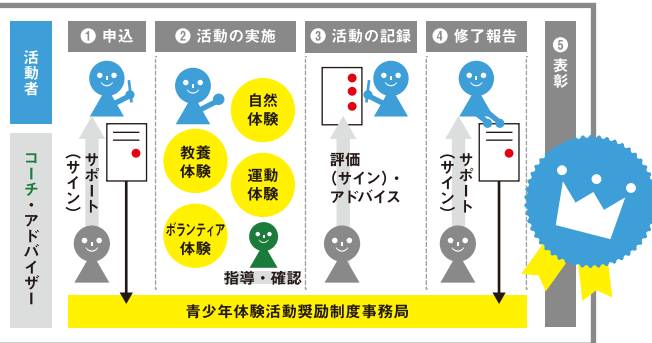 ❶ 申込
❷ 活動の実施
❸ 活動の記録
❹ 修了報告
❺表彰
活動者
コーチ・アドバイザー
サポート
(サイン)
自然
体験
教養
体験
運動
体験
ボランティア
体験
指導・確認
評価
(サイン)・
アドバイス
サポート
(サイン)
青少年体験活動奨励制度事務局